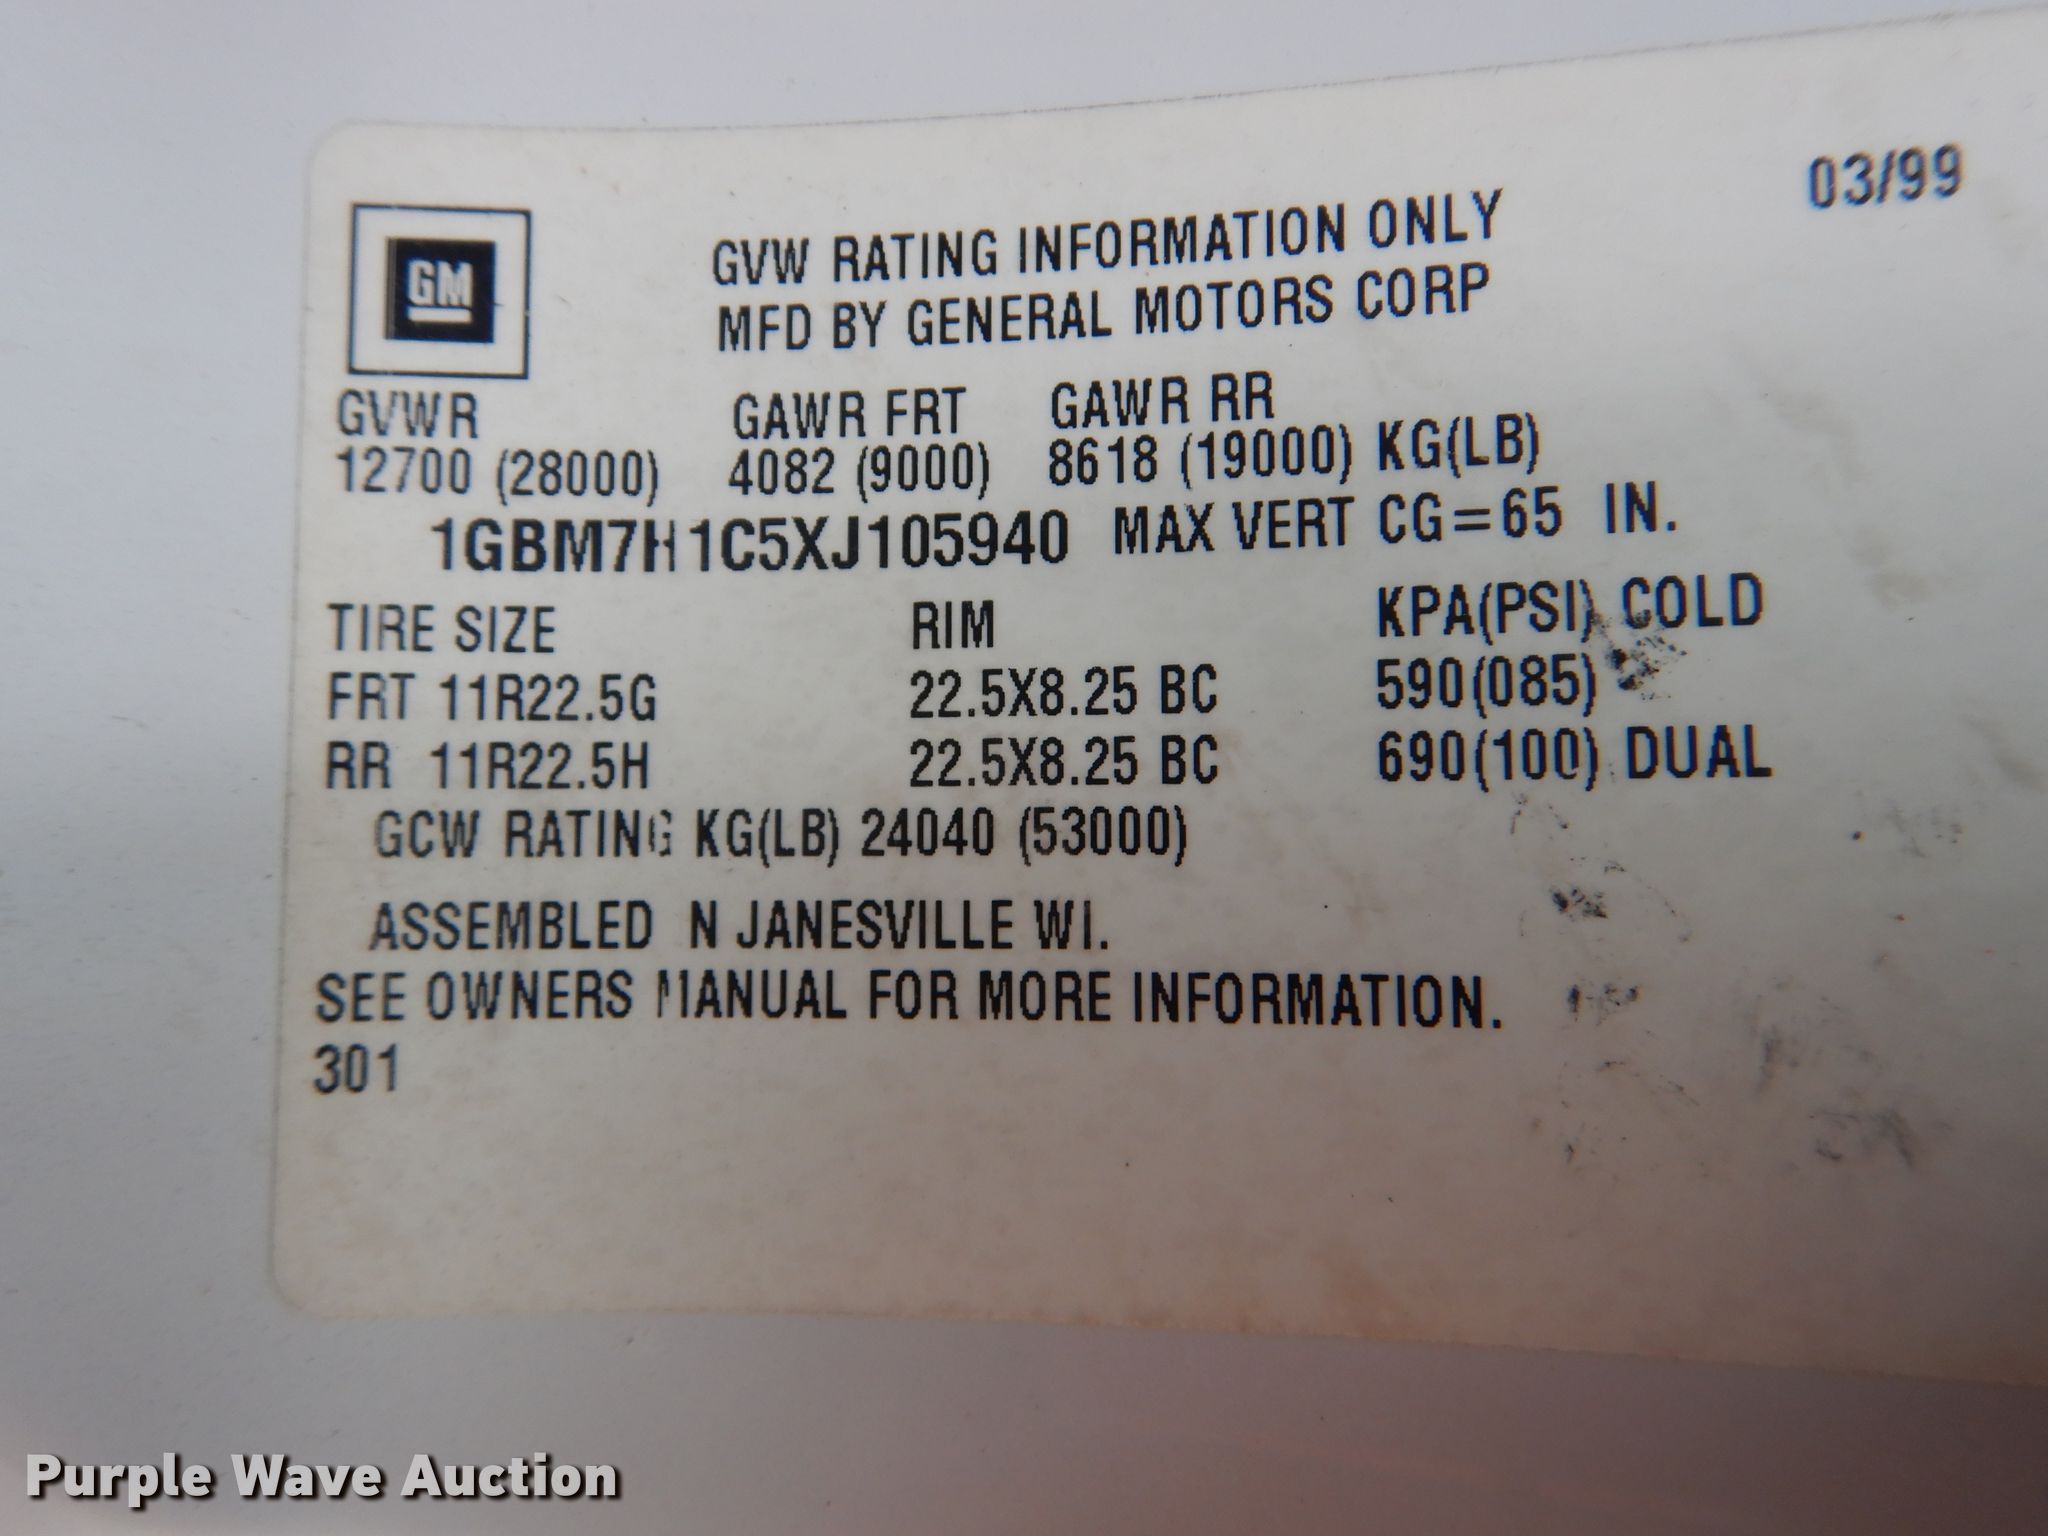 03/99
GM
GVW RATING INFORMATION ONLY
MFD BY GENERAL MOTORS CORP
GVWR GAWR FRT GAWR RR
12700 (28000) 4082 (9000) 8618 (19000) KG(LB)
1GBM7H1C5XJ105940 MAX VERT CG=65 IN.
TIRE SIZE RIM KPA(PSI) COLD
FRT 11R22.5G 22.5X8.25 BC 590(085)
RR 11R22.5H 22.5X8.25 BC 690(100) DUAL
GCW RATING KG(LB) 24040 (53000)
ASSEMBLED N JANESVILLE WI.
SEE OWNERS MANUAL FOR MORE INFORMATION.
301
Purple Wave Auction